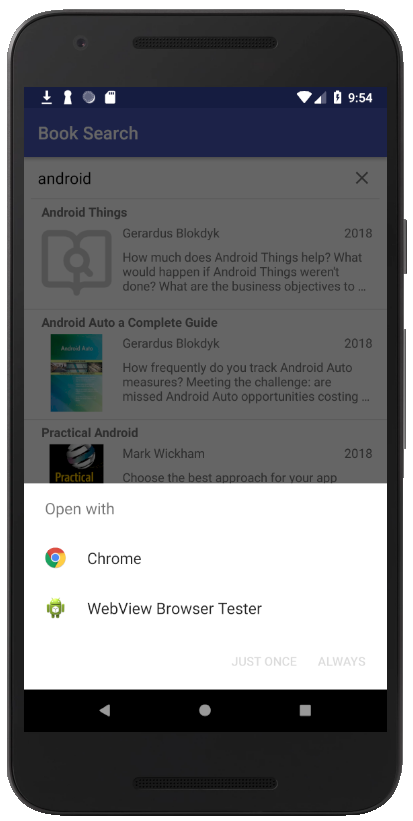 9:54
Book Search
android
Android Things
Gerardus Blokdyk 2018
How much does Android Things help? What
would happen if Android Things weren't
done? What are the business objectives to ...
Android Auto a Complete Guide
Android Auto
Gerardus Blokdyk 2018
How frequently do you track Android Auto
measures? Meeting the challenge: are
missed Android Auto opportunities costing ...
Practical Android
Mark Wickham 2018
Practical
Choose the best approach for your app
Open with
Chrome
WebView Browser Tester
JUST ONCE ALWAYS